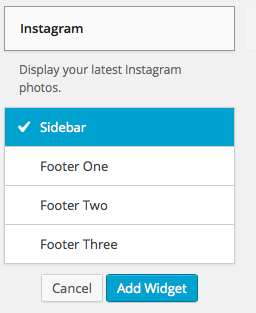 Instagram
Display your latest Instagram
photos.
Sidebar
Footer One
Footer Two
Footer Three
Cancel Add Widget